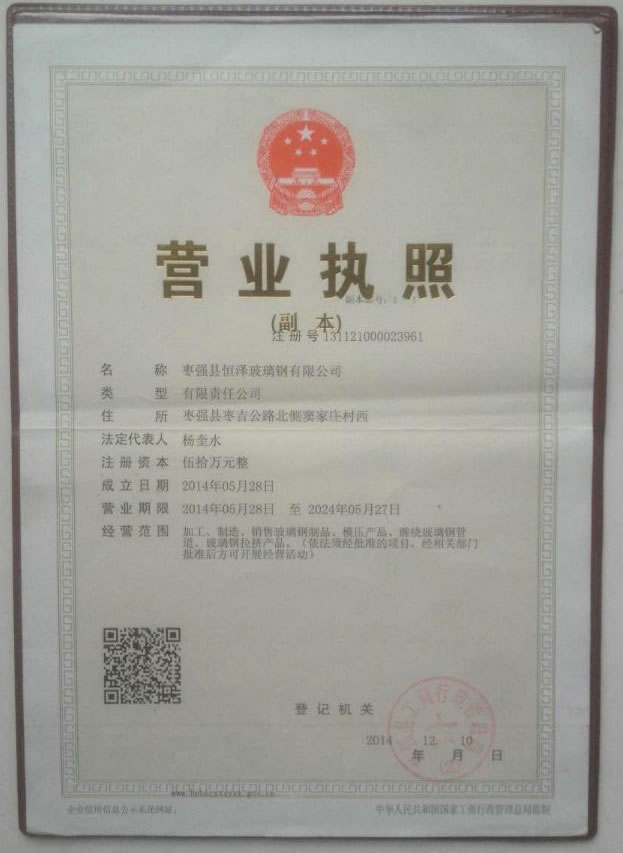 营业执照
(副 本)
注 册 号 131121000023961
名 称 枣强县恒泽玻璃钢有限公司
类 型 有限责任公司
住 所 枣强县枣吉公路北侧窦家庄村西
法定代表人 杨奎水
注册资本 伍拾万元整
成立日期 2014年05月28日
营业期限 2014年05月28日 至 2024年05月27日
经营范围 加工、制造、销售玻璃钢制品、模压产品、缠绕玻璃钢管
道、玻璃钢拉挤产品。（依法须经批准的项目，经相关部门
批准后方可开展经营活动）
登记机关
2014 12 10
年 月 日
企业信用信息公示系统网址：
中华人民共和国国家工商行政管理总局监制